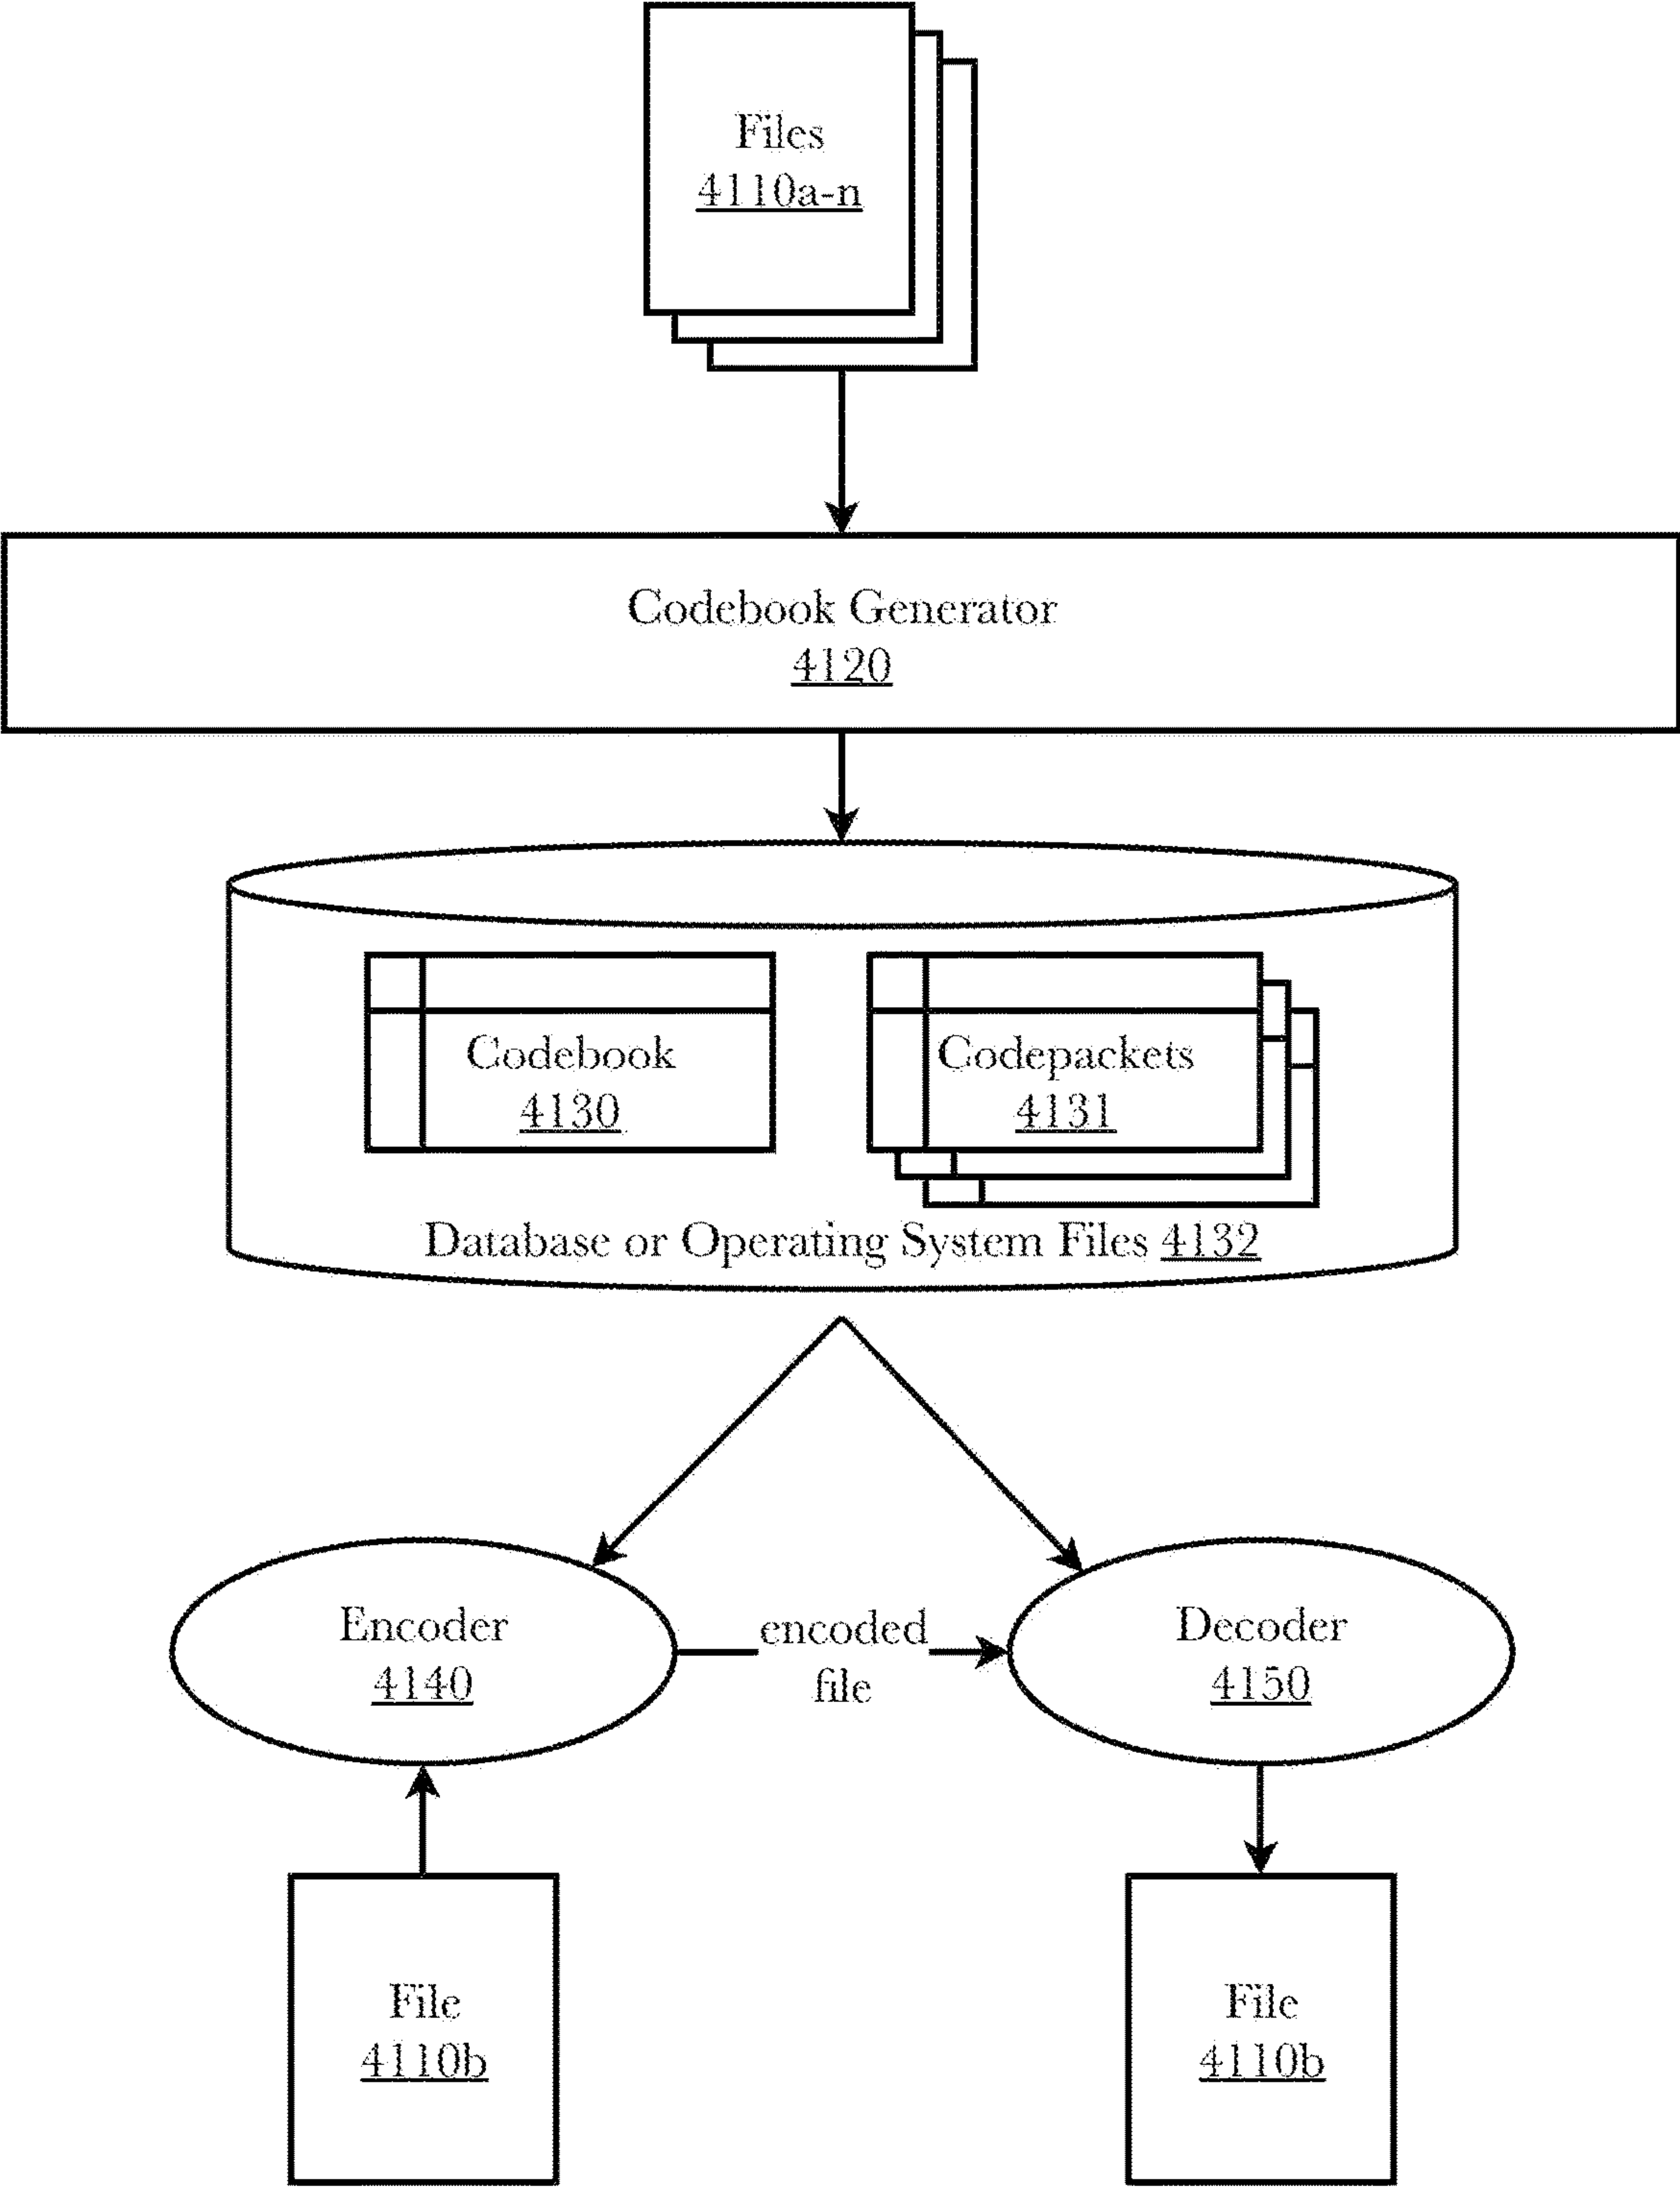 Files
4110a-n
Codebook Generator
4120
Codebook
4130
Codepackets
4131
Database or Operating System Files 4132
Encoder
4140
encoded
file
Decoder
4150
File
4110b
File
4110b